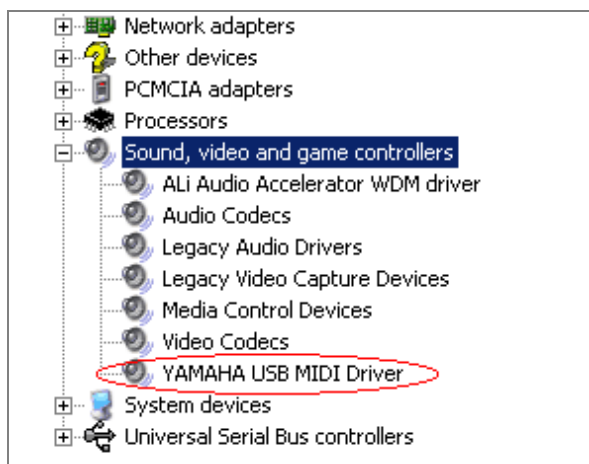 Network adapters
Other devices
PCMCIA adapters
Processors
Sound, video and game controllers
ALi Audio Accelerator WDM driver
Audio Codecs
Legacy Audio Drivers
Legacy Video Capture Devices
Media Control Devices
Video Codecs
YAMAHA USB MIDI Driver
System devices
Universal Serial Bus controllers